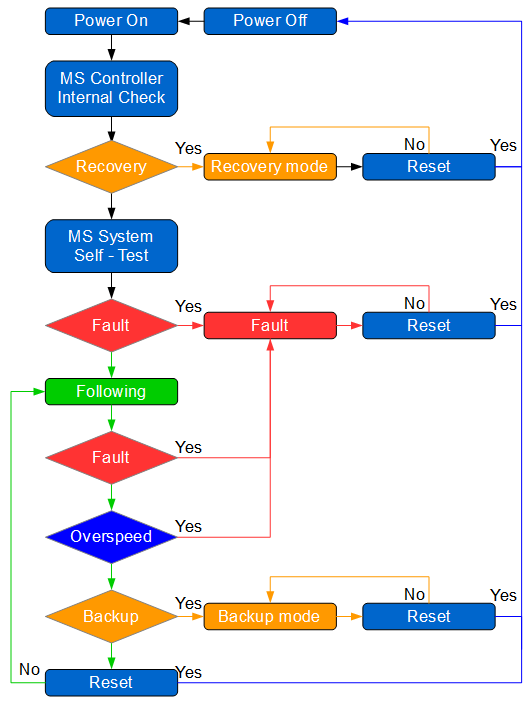 Power On
Power Off
MS Controller
Internal Check
Yes
No
Yes
Recovery
Recovery mode
Reset
MS System
Self - Test
Yes
No
Yes
Fault
Fault
Reset
Following
Yes
Fault
Yes
Overspeed
Yes
No
Yes
Backup
Backup mode
Reset
No
Yes
Reset